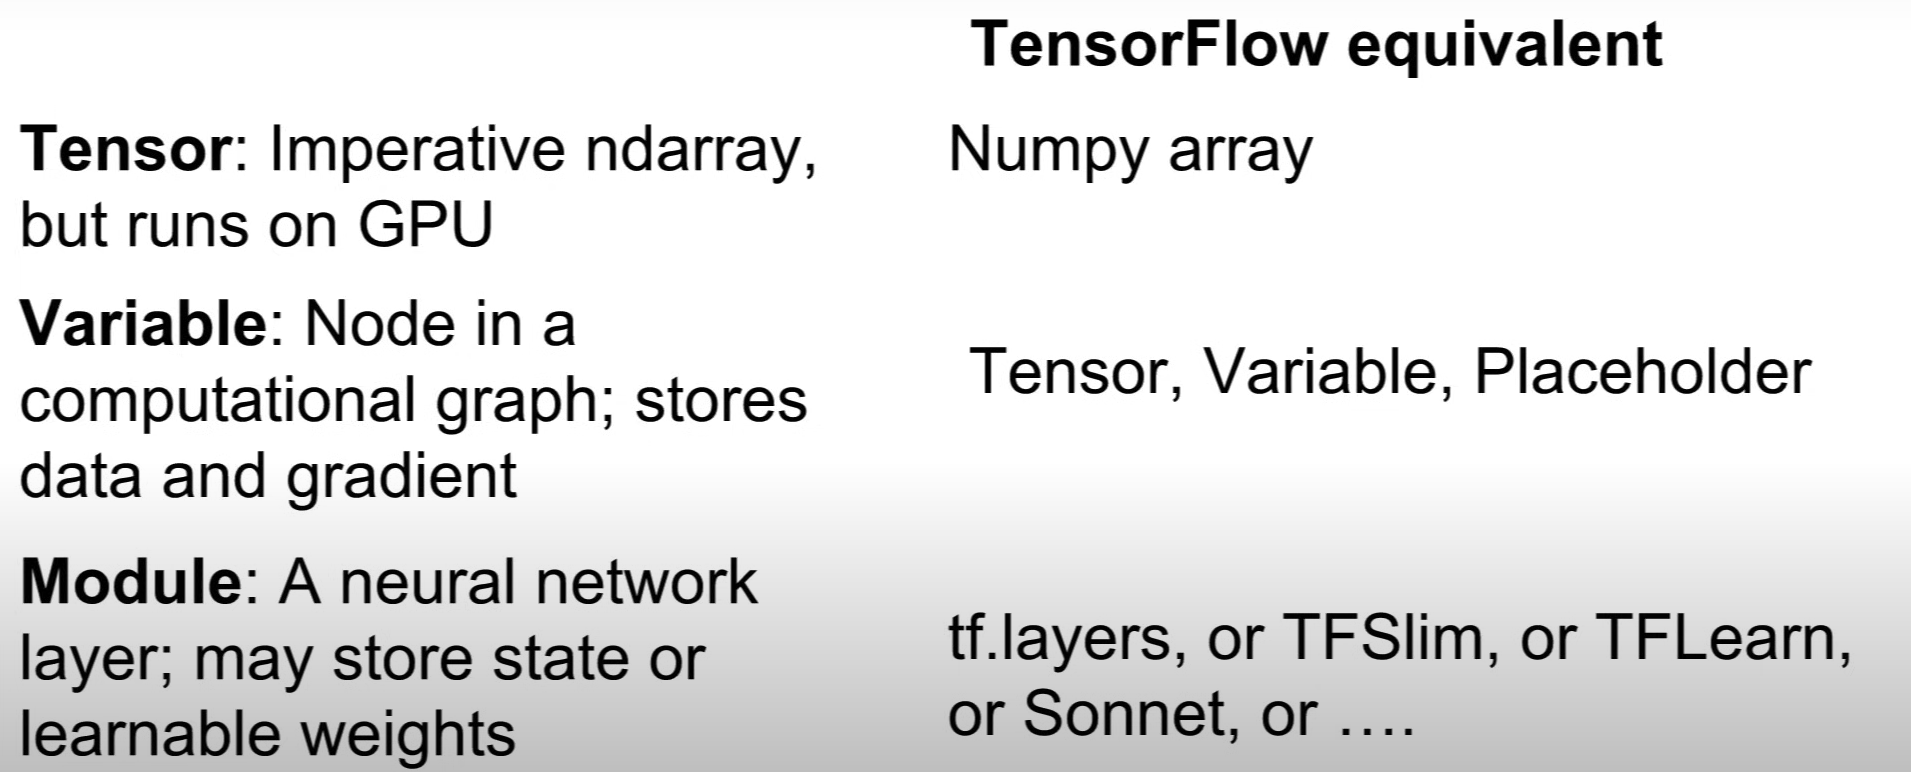 TensorFlow equivalent
Tensor: Imperative ndarray,
but runs on GPU
Numpy array
Variable: Node in a
computational graph; stores
data and gradient
Tensor, Variable, Placeholder
Module: A neural network
layer; may store state or
learnable weights
tf.layers, or TFSlim, or TFLearn,
or Sonnet, or ….